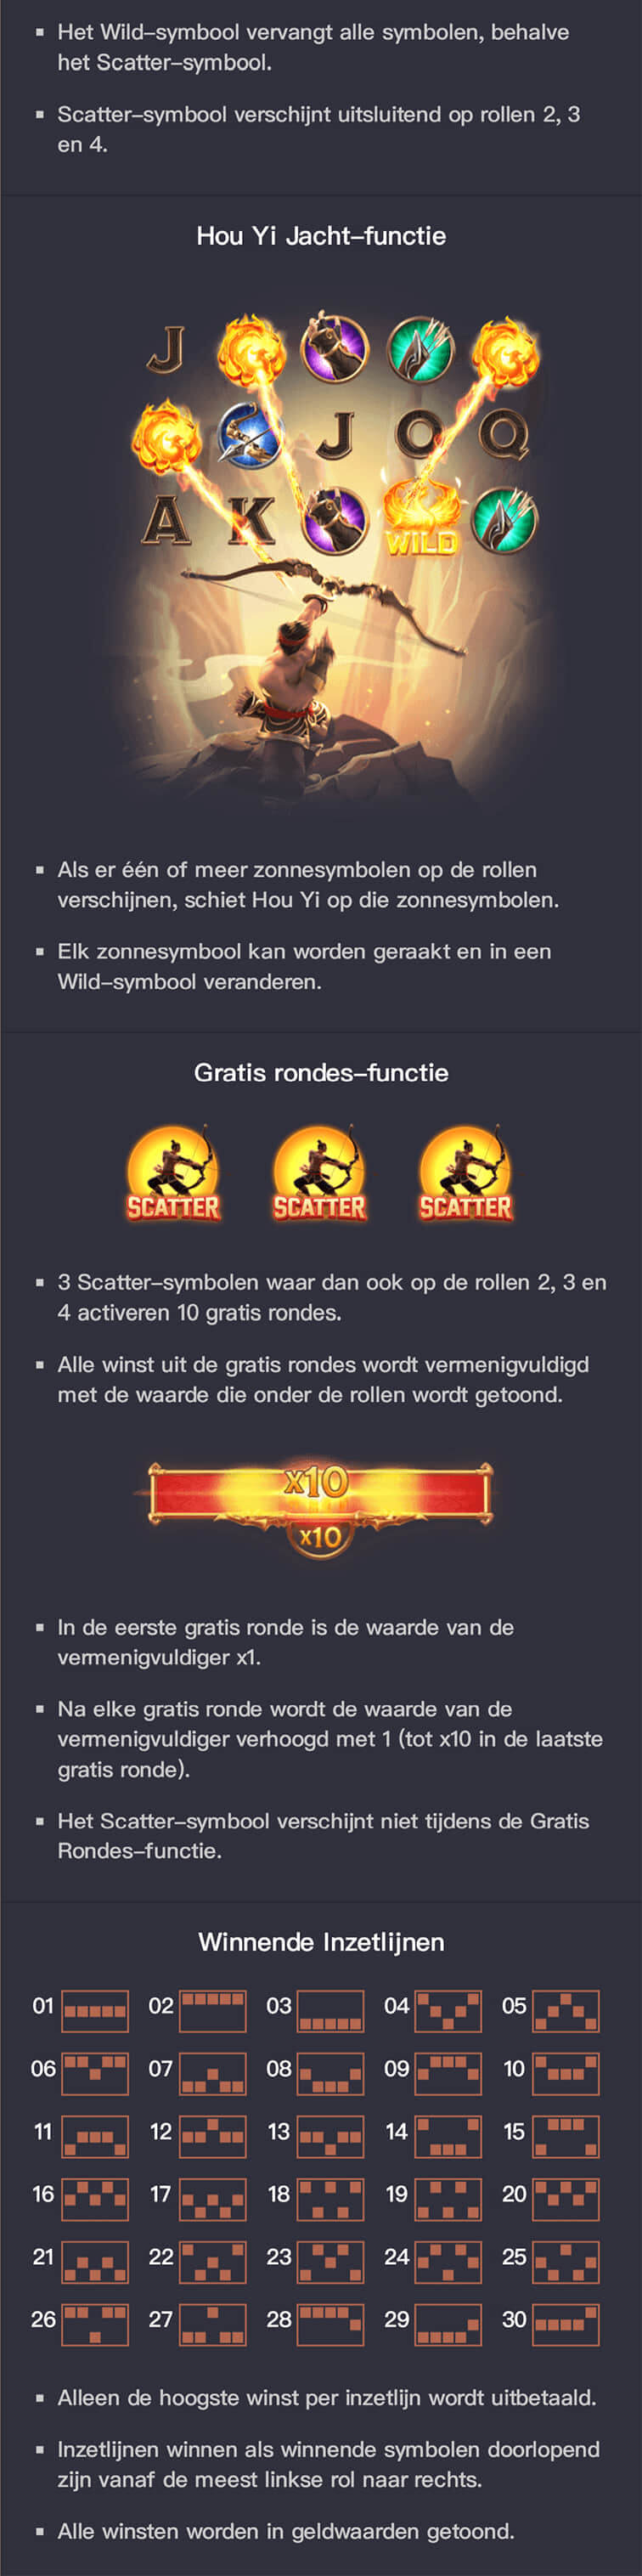 ▪ Het Wild-symbool vervangt alle symbolen, behalve
het Scatter-symbool.
▪ Scatter-symbool verschijnt uitsluitend op rollen 2, 3
en 4.
Hou Yi Jacht-functie
J
J O Q
A K WILD
▪ Als er één of meer zonnesymbolen op de rollen
verschijnen, schiet Hou Yi op die zonnesymbolen.
▪ Elk zonnesymbool kan worden geraakt en in een
Wild-symbool veranderen.
Gratis rondes-functie
SCATTER SCATTER SCATTER
▪ 3 Scatter-symbolen waar dan ook op de rollen 2, 3 en
4 activeren 10 gratis rondes.
▪ Alle winst uit de gratis rondes wordt vermenigvuldigd
met de waarde die onder de rollen wordt getoond.
x10
x10
▪ In de eerste gratis ronde is de waarde van de
vermenigvuldiger x1.
▪ Na elke gratis ronde wordt de waarde van de
vermenigvuldiger verhoogd met 1 (tot x10 in de laatste
gratis ronde).
▪ Het Scatter-symbool verschijnt niet tijdens de Gratis
Rondes-functie.
Winnende Inzetlijnen
01 02 03 04 05
06 07 08 09 10
11 12 13 14 15
16 17 18 19 20
21 22 23 24 25
26 27 28 29 30
▪ Alleen de hoogste winst per inzetlijn wordt uitbetaald.
▪ Inzetlijnen winnen als winnende symbolen doorlopend
zijn vanaf de meest linkse rol naar rechts.
▪ Alle winsten worden in geldwaarden getoond.